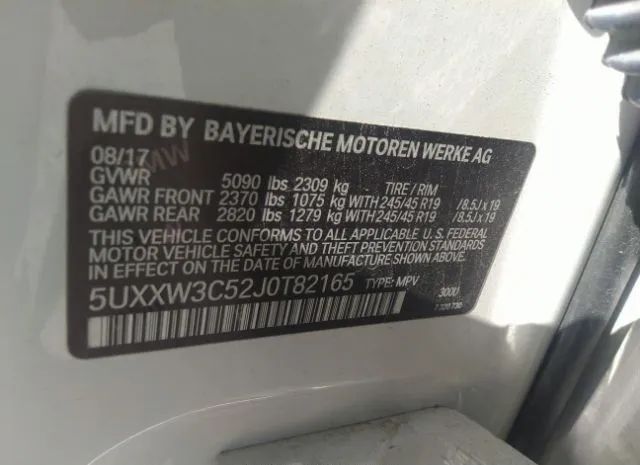 MFD BY BAYERISCHE MOTOREN WERKE AG
08/17
GVWR 5090 lbs 2309 kg TIRE / RIM
GAWR FRONT 2370 lbs 1075 kg WITH 245/45 R19 /8.5J x 19
GAWR REAR 2820 lbs 1279 kg WITH 245/45 R19 /8.5J x 19
THIS VEHICLE CONFORMS TO ALL APPLICABLE U. S. FEDERAL
MOTOR VEHICLE SAFETY AND THEFT PREVENTION STANDARDS
IN EFFECT ON THE DATE OF MANUFACTURE SHOWN ABOVE.
5UXXW3C52J0T82165 TYPE: MPV 300U